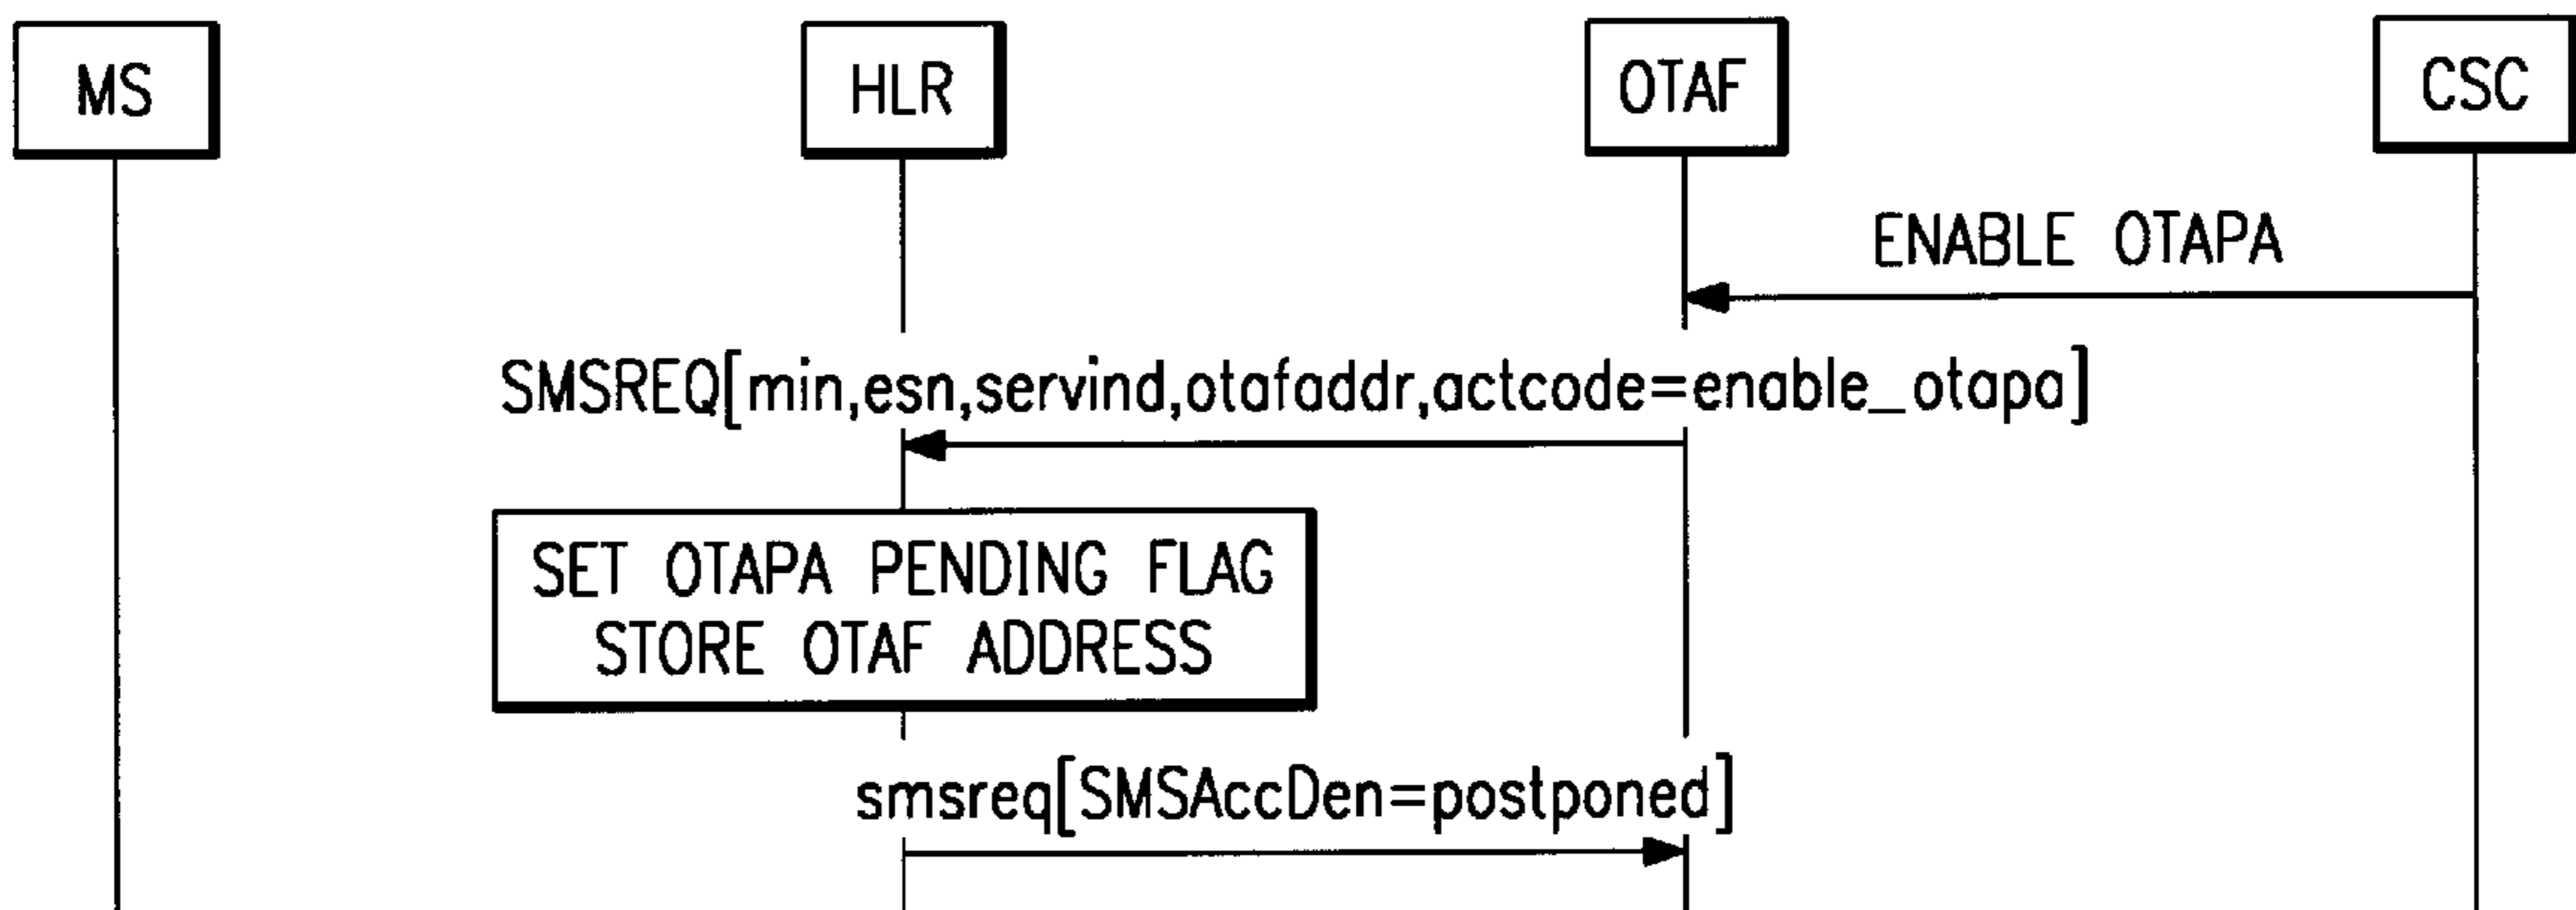 MS
HLR
OTAF
CSC
ENABLE OTAPA
SMSREQ[min,esn,servind,otafaddr,actcode=enable_otapa]
SET OTAPA PENDING FLAG
STORE OTAF ADDRESS
smsreq[SMSAccDen=postponed]